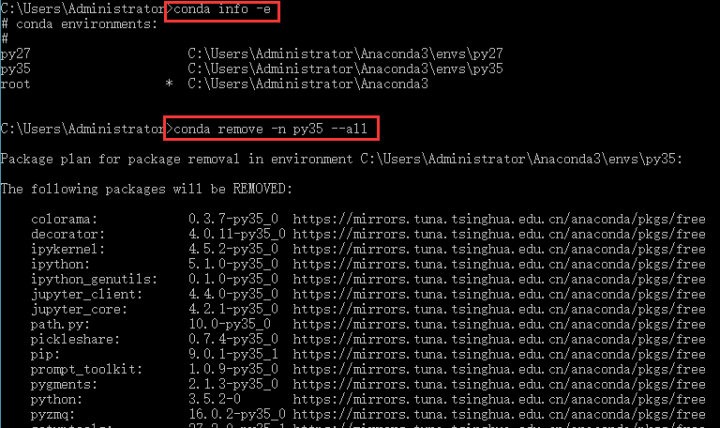 C:\Users\Administrator>conda info -e
# conda environments:
#
py27 C:\Users\Administrator\Anaconda3\envs\py27
py35 C:\Users\Administrator\Anaconda3\envs\py35
root * C:\Users\Administrator\Anaconda3
C:\Users\Administrator>conda remove -n py35 --all
Package plan for package removal in environment C:\Users\Administrator\Anaconda3\envs\py35:
The following packages will be REMOVED:
colorama: 0.3.7-py35_0 https://mirrors.tuna.tsinghua.edu.cn/anaconda/pkgs/free
decorator: 4.0.11-py35_0 https://mirrors.tuna.tsinghua.edu.cn/anaconda/pkgs/free
ipykernel: 4.5.2-py35_0 https://mirrors.tuna.tsinghua.edu.cn/anaconda/pkgs/free
ipython: 5.1.0-py35_0 https://mirrors.tuna.tsinghua.edu.cn/anaconda/pkgs/free
ipython_genutils: 0.1.0-py35_0 https://mirrors.tuna.tsinghua.edu.cn/anaconda/pkgs/free
jupyter_client: 4.4.0-py35_0 https://mirrors.tuna.tsinghua.edu.cn/anaconda/pkgs/free
jupyter_core: 4.2.1-py35_0 https://mirrors.tuna.tsinghua.edu.cn/anaconda/pkgs/free
path.py: 10.0-py35_0 https://mirrors.tuna.tsinghua.edu.cn/anaconda/pkgs/free
pickleshare: 0.7.4-py35_0 https://mirrors.tuna.tsinghua.edu.cn/anaconda/pkgs/free
pip: 9.0.1-py35_1 https://mirrors.tuna.tsinghua.edu.cn/anaconda/pkgs/free
prompt_toolkit: 1.0.9-py35_0 https://mirrors.tuna.tsinghua.edu.cn/anaconda/pkgs/free
pygments: 2.1.3-py35_0 https://mirrors.tuna.tsinghua.edu.cn/anaconda/pkgs/free
python: 3.5.2-0 https://mirrors.tuna.tsinghua.edu.cn/anaconda/pkgs/free
pyzmq: 16.0.2-py35_0 https://mirrors.tuna.tsinghua.edu.cn/anaconda/pkgs/free